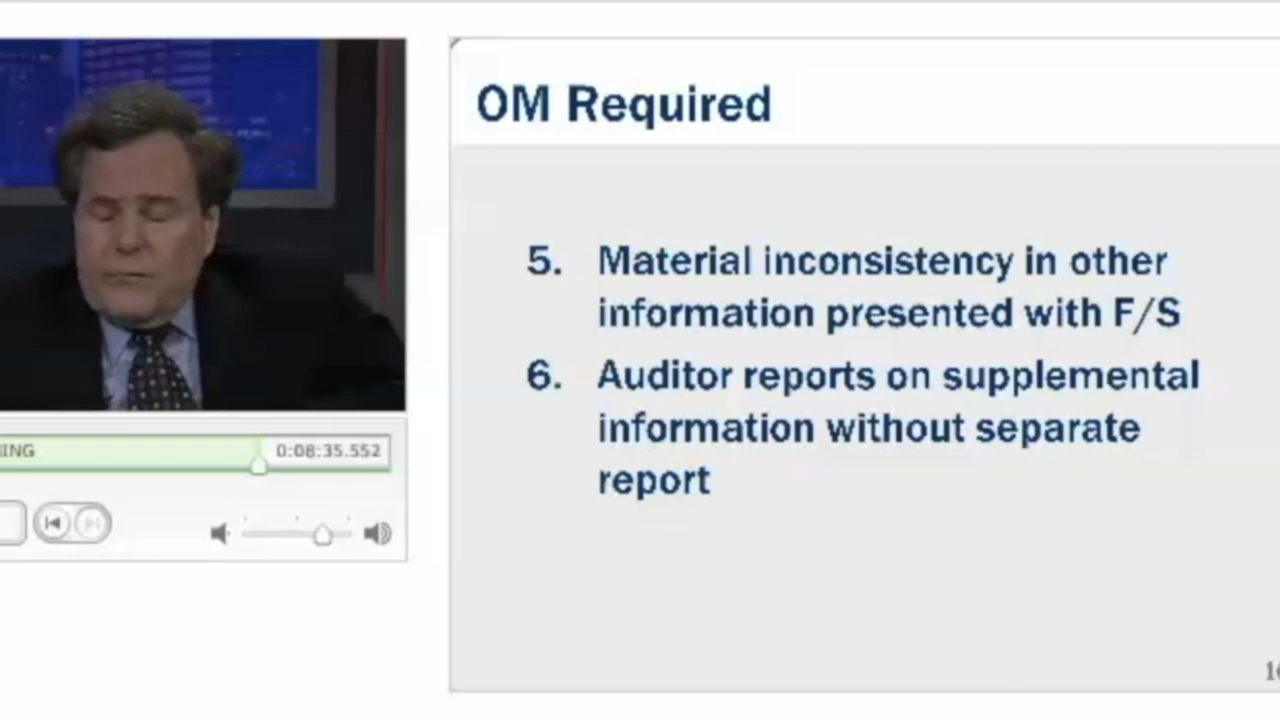 OM Required
5. Material inconsistency in other
information presented with F/S
6. Auditor reports on supplemental
information without separate
report
0:08:35.552